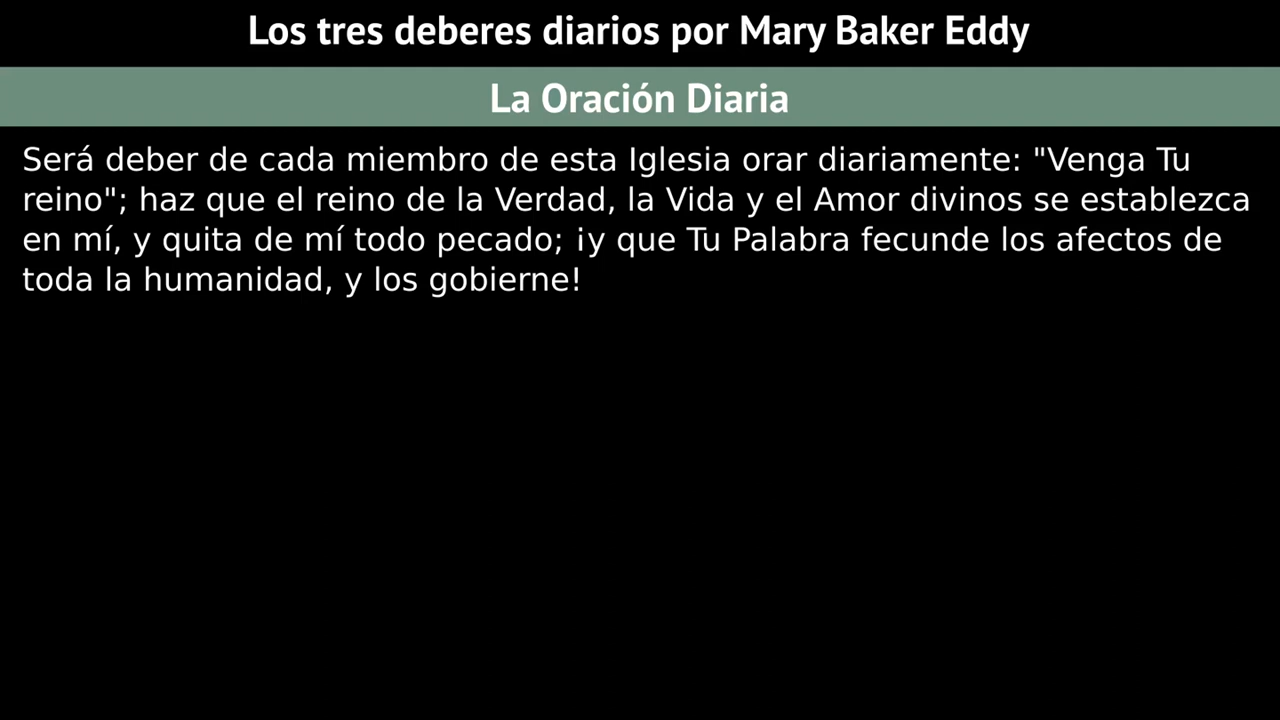 Los tres deberes diarios por Mary Baker Eddy
La Oración Diaria
Será deber de cada miembro de esta Iglesia orar diariamente: "Venga Tu
reino"; haz que el reino de la Verdad, la Vida y el Amor divinos se establezca
en mí, y quita de mí todo pecado; ¡y que Tu Palabra fecunde los afectos de
toda la humanidad, y los gobierne!